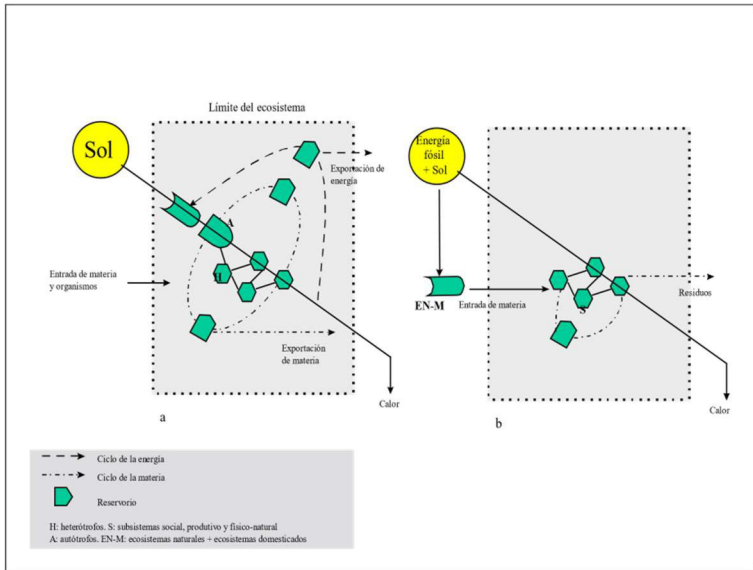 Límite del ecosistema
Sol
A
H
Exportación de
energía
Entrada de materia
y organismos
Exportación
de materia
Calor
a
Energía
fósil
+ Sol
EN-M
Entrada de materia
S
Residuos
Calor
b
Ciclo de la energía
Ciclo de la materia
Reservorio
H: heterótrofos. S: subsistemas social, produtivo y físico-natural
A: autótrofos. EN-M: ecosistemas naturales + ecosistemas domesticados